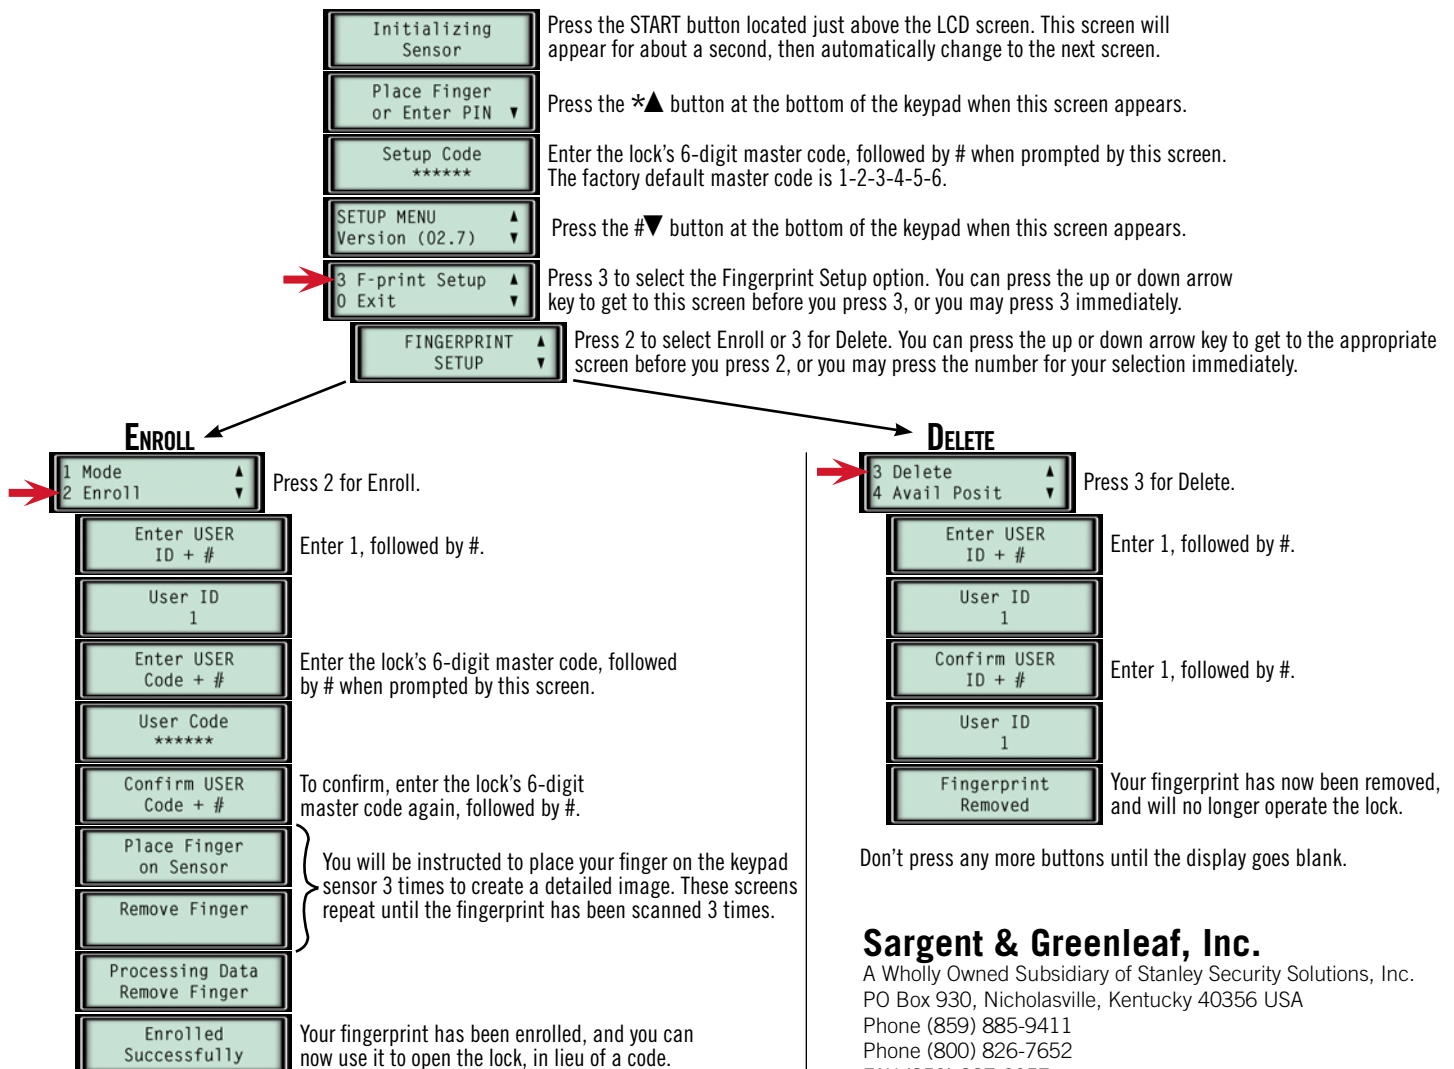 Initializing
Sensor
Press the START button located just above the LCD screen. This screen will
appear for about a second, then automatically change to the next screen.
Place Finger
or Enter PIN ▼
Press the *▲ button at the bottom of the keypad when this screen appears.
Setup Code
******
Enter the lock's 6-digit master code, followed by # when prompted by this screen.
The factory default master code is 1-2-3-4-5-6.
SETUP MENU ▲
Version (02.7) ▼
Press the #▼ button at the bottom of the keypad when this screen appears.
3 F-print Setup ▲
0 Exit ▼
Press 3 to select the Fingerprint Setup option. You can press the up or down arrow
key to get to this screen before you press 3, or you may press 3 immediately.
FINGERPRINT ▲
SETUP ▼
Press 2 to select Enroll or 3 for Delete. You can press the up or down arrow key to get to the appropriate
screen before you press 2, or you may press the number for your selection immediately.
ENROLL
1 Mode ▲
2 Enroll ▼
Press 2 for Enroll.
Enter USER
ID + #
Enter 1, followed by #.
User ID
1
Enter USER
Code + #
Enter the lock's 6-digit master code, followed
by # when prompted by this screen.
User Code
******
Confirm USER
Code + #
To confirm, enter the lock's 6-digit
master code again, followed by #.
Place Finger
on Sensor
Remove Finger
You will be instructed to place your finger on the keypad
sensor 3 times to create a detailed image. These screens
repeat until the fingerprint has been scanned 3 times.
Processing Data
Remove Finger
Enrolled
Successfully
Your fingerprint has been enrolled, and you can
now use it to open the lock, in lieu of a code.
DELETE
3 Delete ▲
4 Avail Posit ▼
Press 3 for Delete.
Enter USER
ID + #
Enter 1, followed by #.
User ID
1
Confirm USER
ID + #
Enter 1, followed by #.
User ID
1
Fingerprint
Removed
Your fingerprint has now been removed,
and will no longer operate the lock.
Don't press any more buttons until the display goes blank.
Sargent & Greenleaf, Inc.
A Wholly Owned Subsidiary of Stanley Security Solutions, Inc.
PO Box 930, Nicholasville, Kentucky 40356 USA
Phone (859) 885-9411
Phone (800) 826-7652